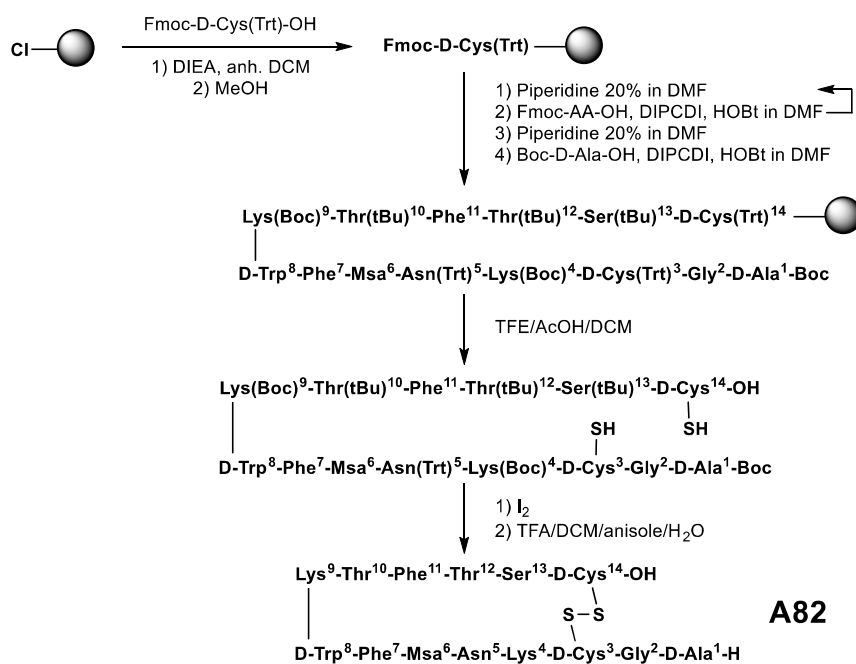 Fmoc-D-Cys(Trt)-OH
Cl
1) DIEA, anh. DCM
2) MeOH
Fmoc-D-Cys(Trt)
1) Piperidine 20% in DMF
2) Fmoc-AA-OH, DIPCDI, HOBt in DMF
3) Piperidine 20% in DMF
4) Boc-D-Ala-OH, DIPCDI, HOBt in DMF
Lys(Boc)⁹-Thr(tBu)¹⁰-Phe¹¹-Thr(tBu)¹²-Ser(tBu)¹³-D-Cys(Trt)¹⁴
D-Trp⁸-Phe⁷-Msa⁶-Asn(Trt)⁵-Lys(Boc)⁴-D-Cys(Trt)³-Gly²-D-Ala¹-Boc
TFE/AcOH/DCM
Lys(Boc)⁹-Thr(tBu)¹⁰-Phe¹¹-Thr(tBu)¹²-Ser(tBu)¹³-D-Cys¹⁴-OH
SH SH
D-Trp⁸-Phe⁷-Msa⁶-Asn(Trt)⁵-Lys(Boc)⁴-D-Cys³-Gly²-D-Ala¹-Boc
1) I₂
2) TFA/DCM/anisole/H₂O
Lys⁹-Thr¹⁰-Phe¹¹-Thr¹²-Ser¹³-D-Cys¹⁴-OH
S–S
A82
D-Trp⁸-Phe⁷-Msa⁶-Asn⁵-Lys⁴-D-Cys³-Gly²-D-Ala¹-H